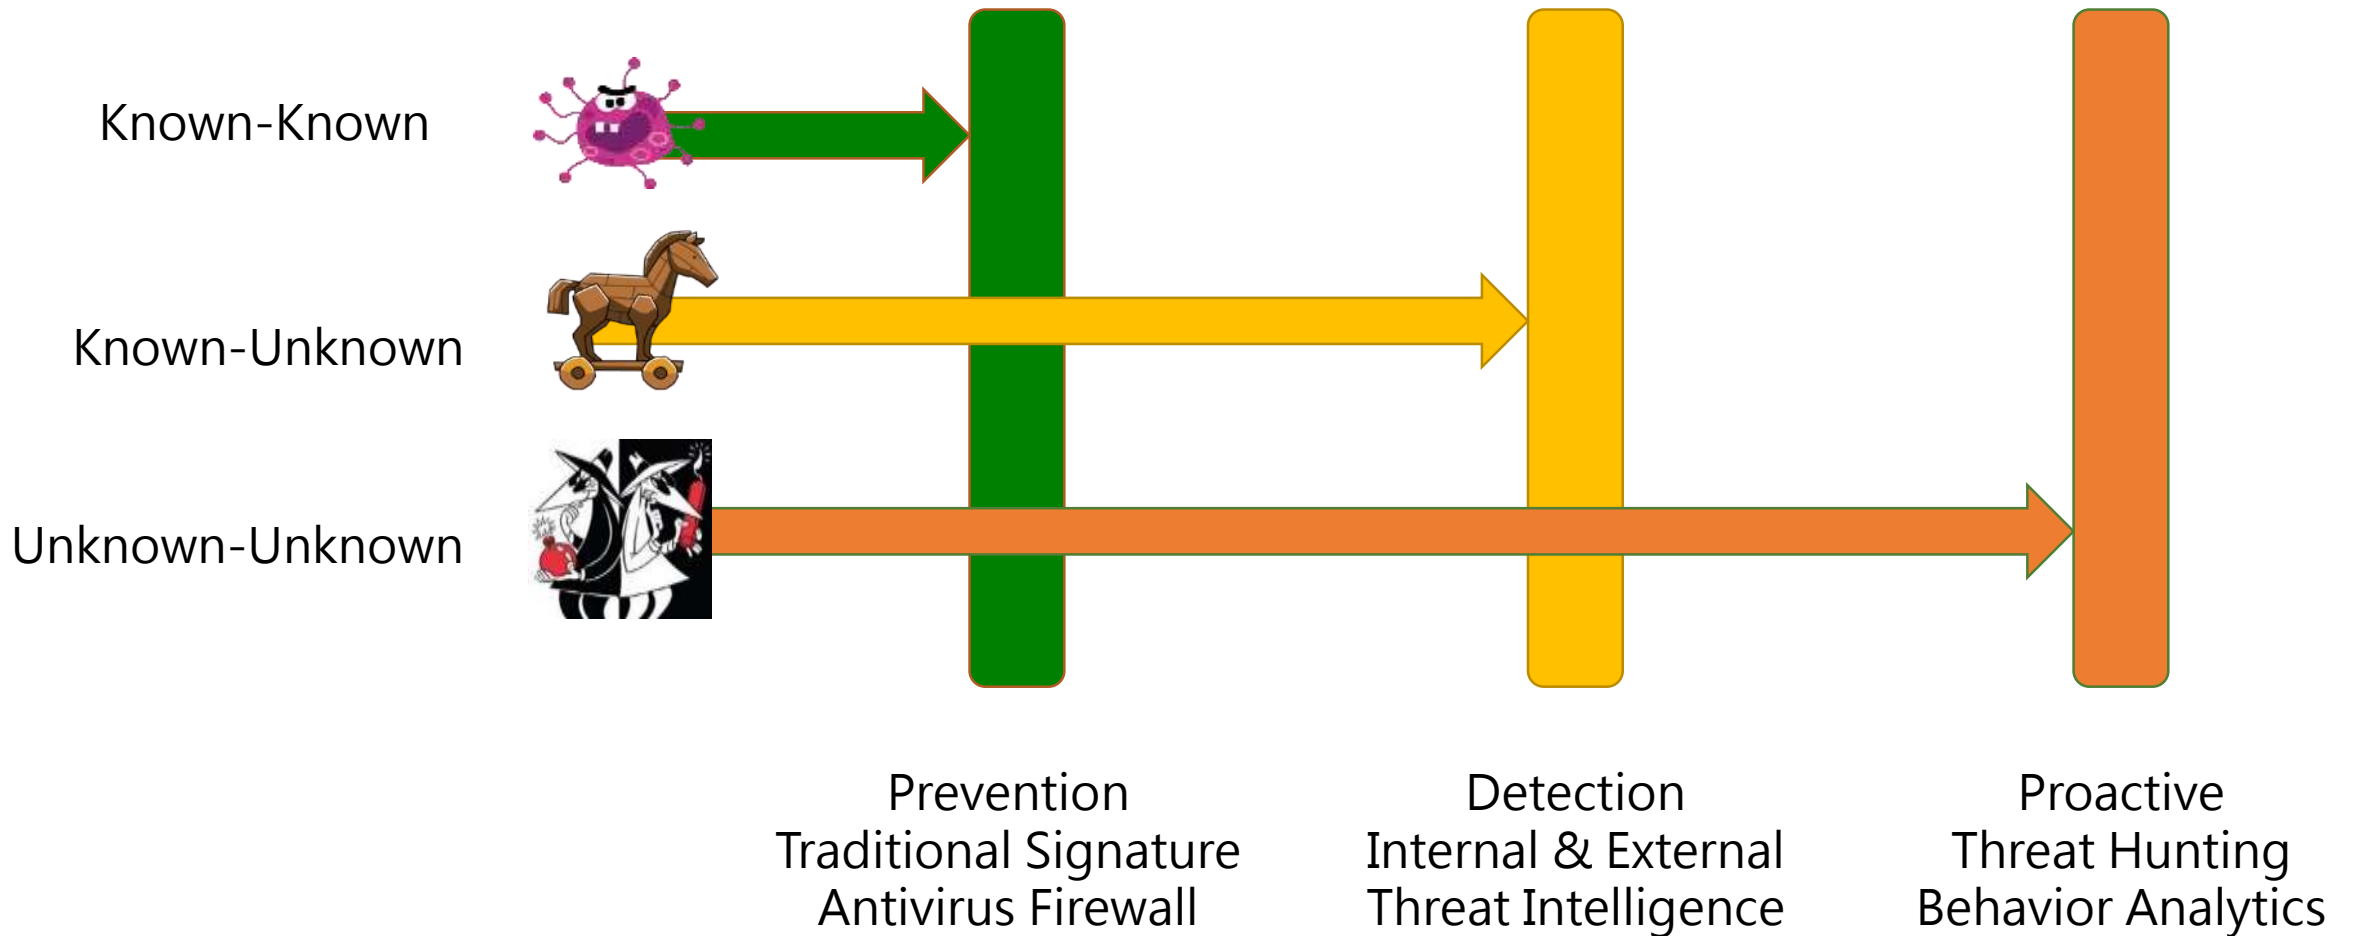 Known-Known
Known-Unknown
Unknown-Unknown
Prevention
Traditional Signature
Antivirus Firewall
Detection
Internal & External
Threat Intelligence
Proactive
Threat Hunting
Behavior Analytics